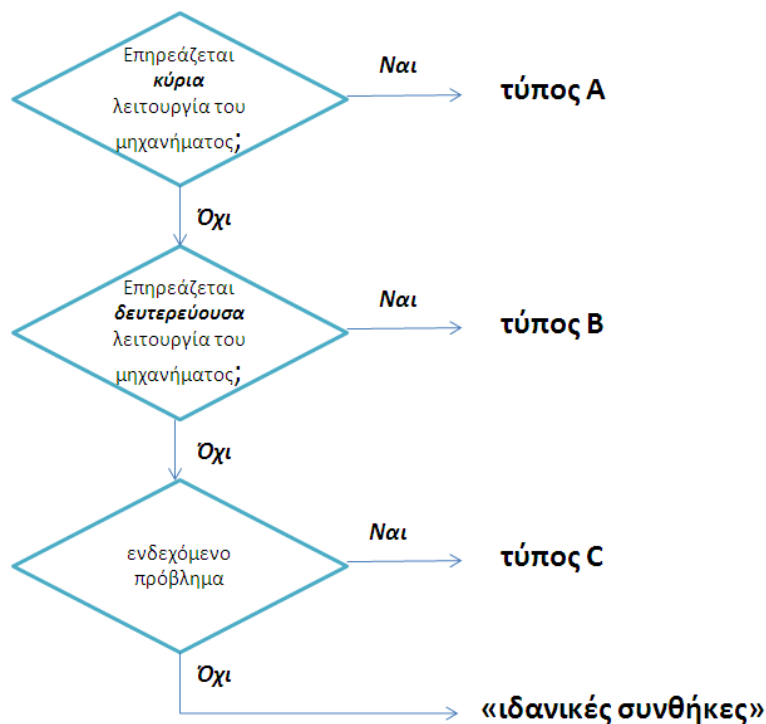 Επηρεάζεται
κύρια
λειτουργία του
μηχανήματος;
Ναι
τύπος Α
Όχι
Επηρεάζεται
δευτερεύουσα
λειτουργία του
μηχανήματος;
Ναι
τύπος Β
Όχι
ενδεχόμενο
πρόβλημα
Ναι
τύπος C
Όχι
«ιδανικές συνθήκες»